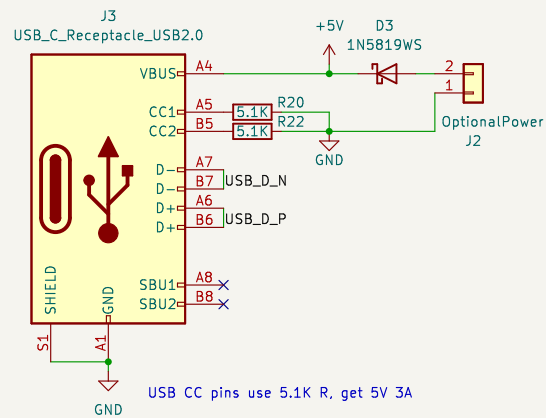 J3
USB_C_Receptacle_USB2.0
+5V
D3
1N5819WS
VBUS
A4
2
1
CC1
A5
5.1K
R20
CC2
B5
5.1K
R22
OptionalPower
J2
GND
D-
A7
D-
B7
USB_D_N
D+
A6
D+
B6
USB_D_P
SBU1
A8
SBU2
B8
SHIELD
GND
S1
A1
GND
USB CC pins use 5.1K R, get 5V 3A